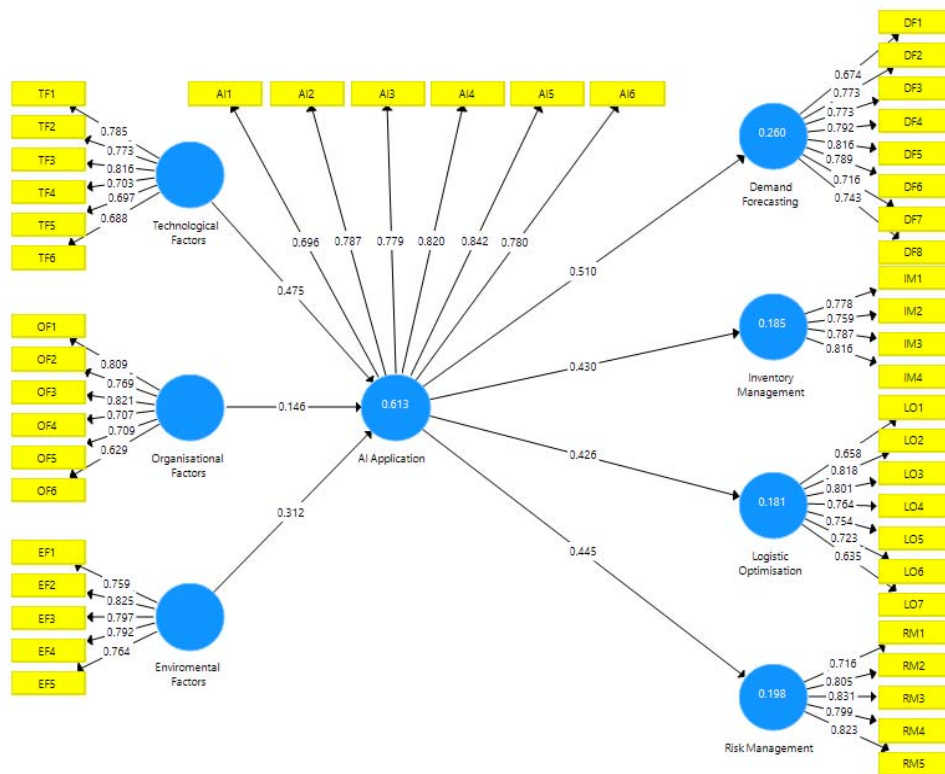 TF1
TF2
TF3
TF4
TF5
TF6
0.785
0.773
0.816
0.703
0.697
0.688
Technological
Factors
OF1
OF2
OF3
OF4
OF5
OF6
0.809
0.769
0.821
0.707
0.709
0.629
Organisational
Factors
EF1
EF2
EF3
EF4
EF5
0.759
0.825
0.797
0.792
0.764
Enviromental
Factors
AI1
AI2
AI3
AI4
AI5
AI6
0.696
0.787
0.779
0.820
0.842
0.780
0.475
0.146
0.312
0.613
AI Application
0.510
0.430
0.426
0.445
0.260
Demand
Forecasting
0.674
0.773
0.773
0.792
0.816
0.789
0.716
0.743
DF1
DF2
DF3
DF4
DF5
DF6
DF7
DF8
0.185
Inventory
Management
0.778
0.759
0.787
0.816
IM1
IM2
IM3
IM4
0.181
Logistic
Optimisation
0.658
0.818
0.801
0.764
0.754
0.723
0.635
LO1
LO2
LO3
LO4
LO5
LO6
LO7
0.198
Risk Management
0.716
0.805
0.831
0.799
0.823
RM1
RM2
RM3
RM4
RM5